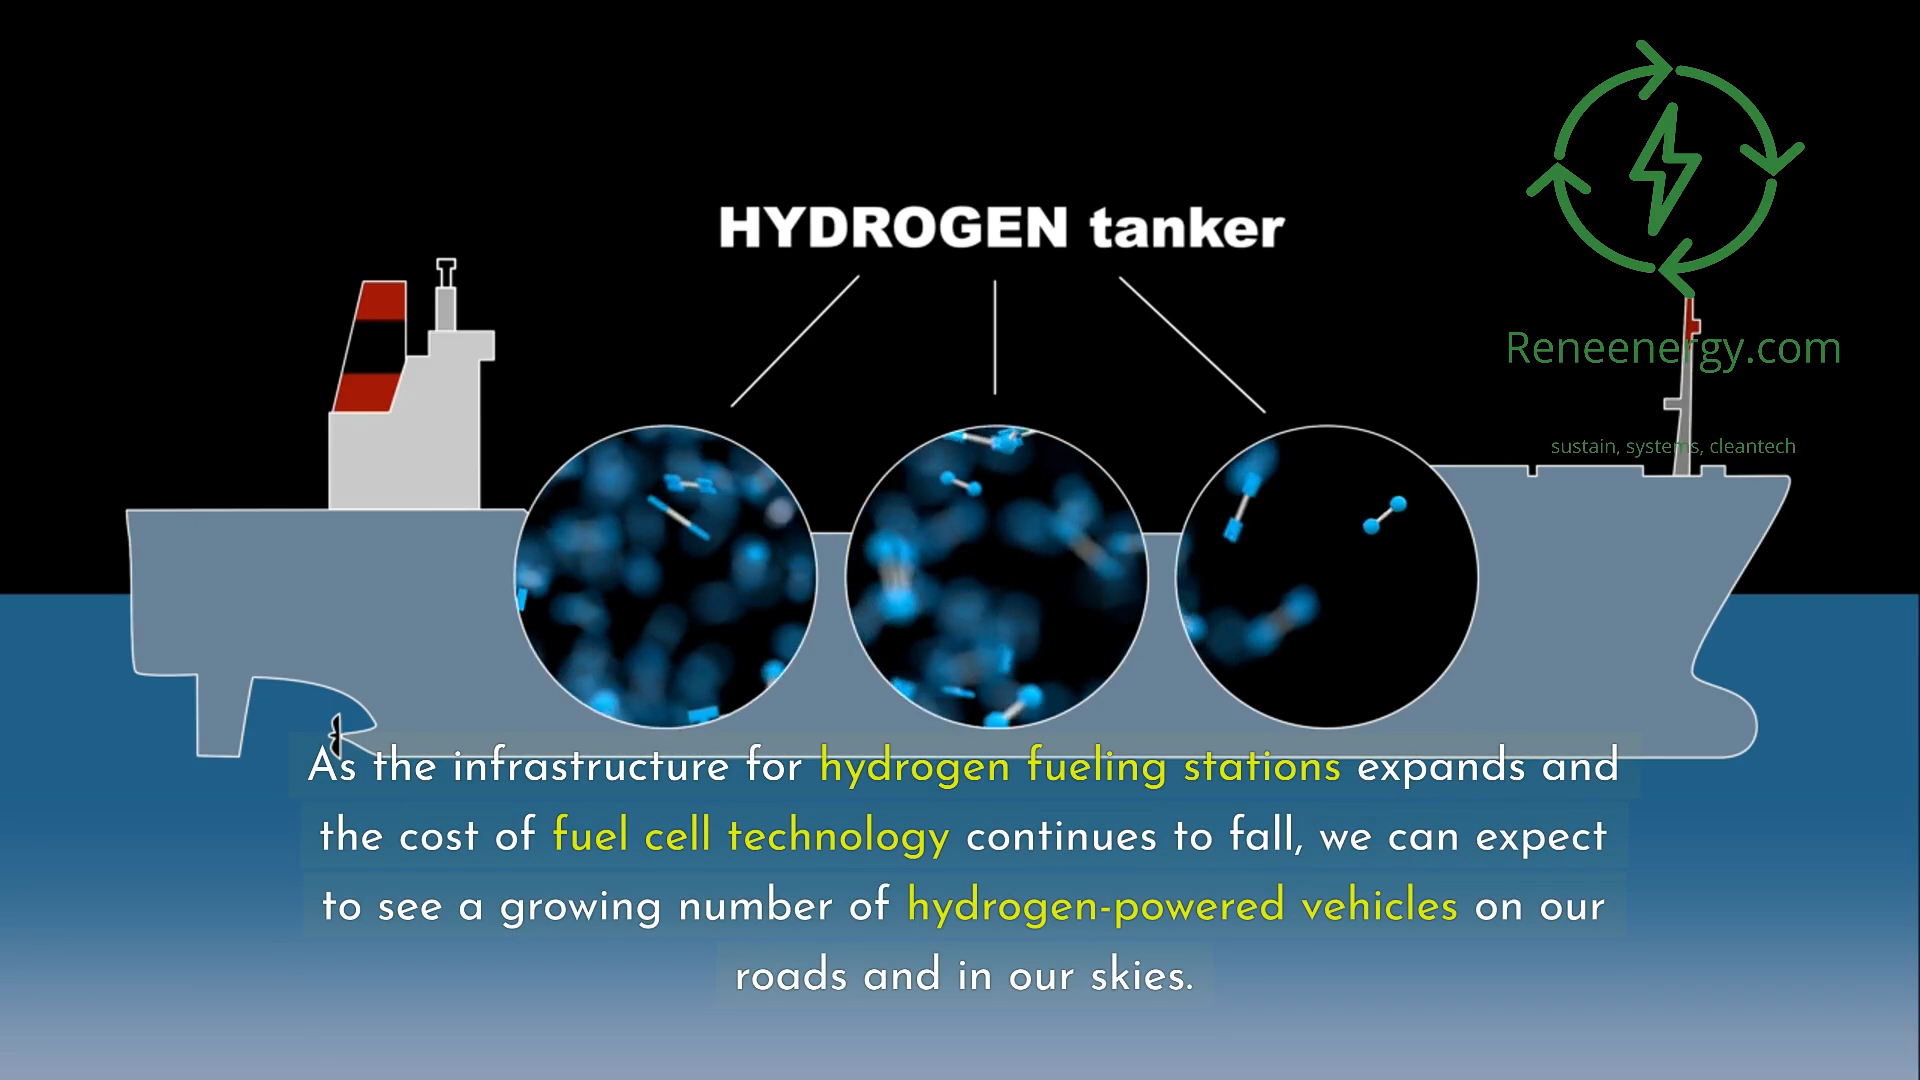 HYDROGEN tanker
Reneenergy.com
sustain, systems, cleantech
As the infrastructure for hydrogen fueling stations expands and
the cost of fuel cell technology continues to fall, we can expect
to see a growing number of hydrogen-powered vehicles on our
roads and in our skies.